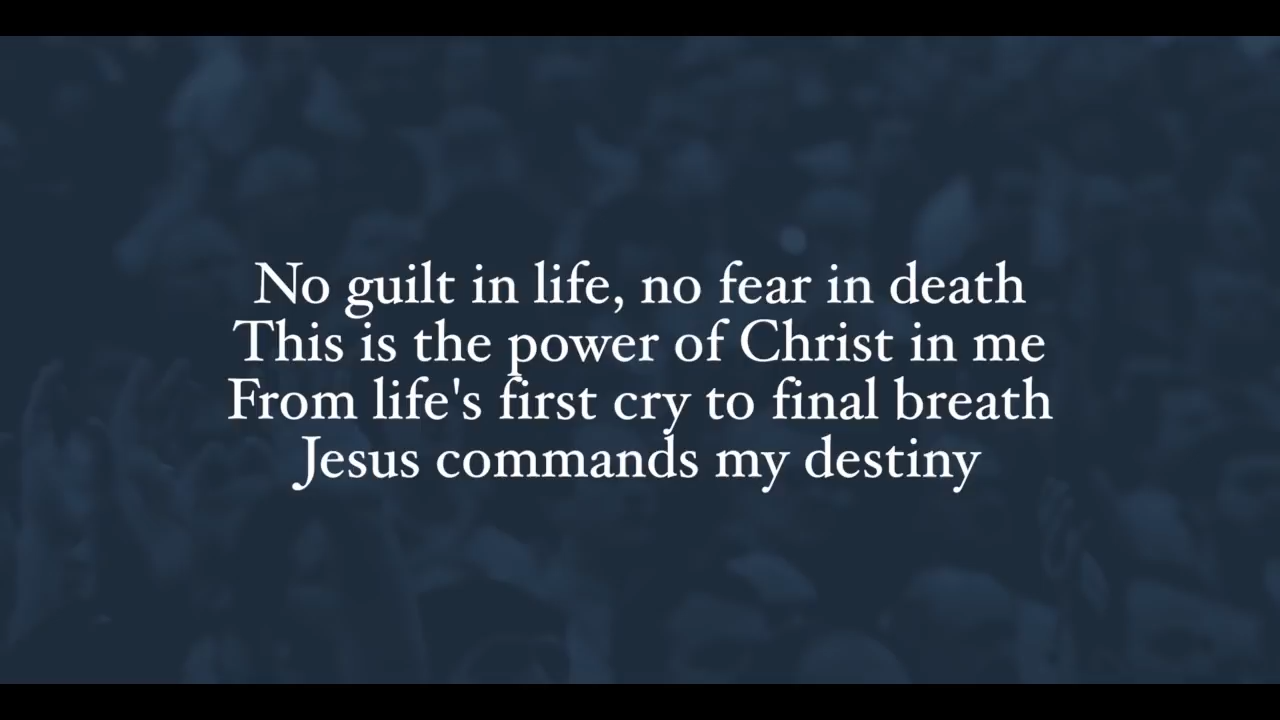 No guilt in life, no fear in death
This is the power of Christ in me
From life's first cry to final breath
Jesus commands my destiny